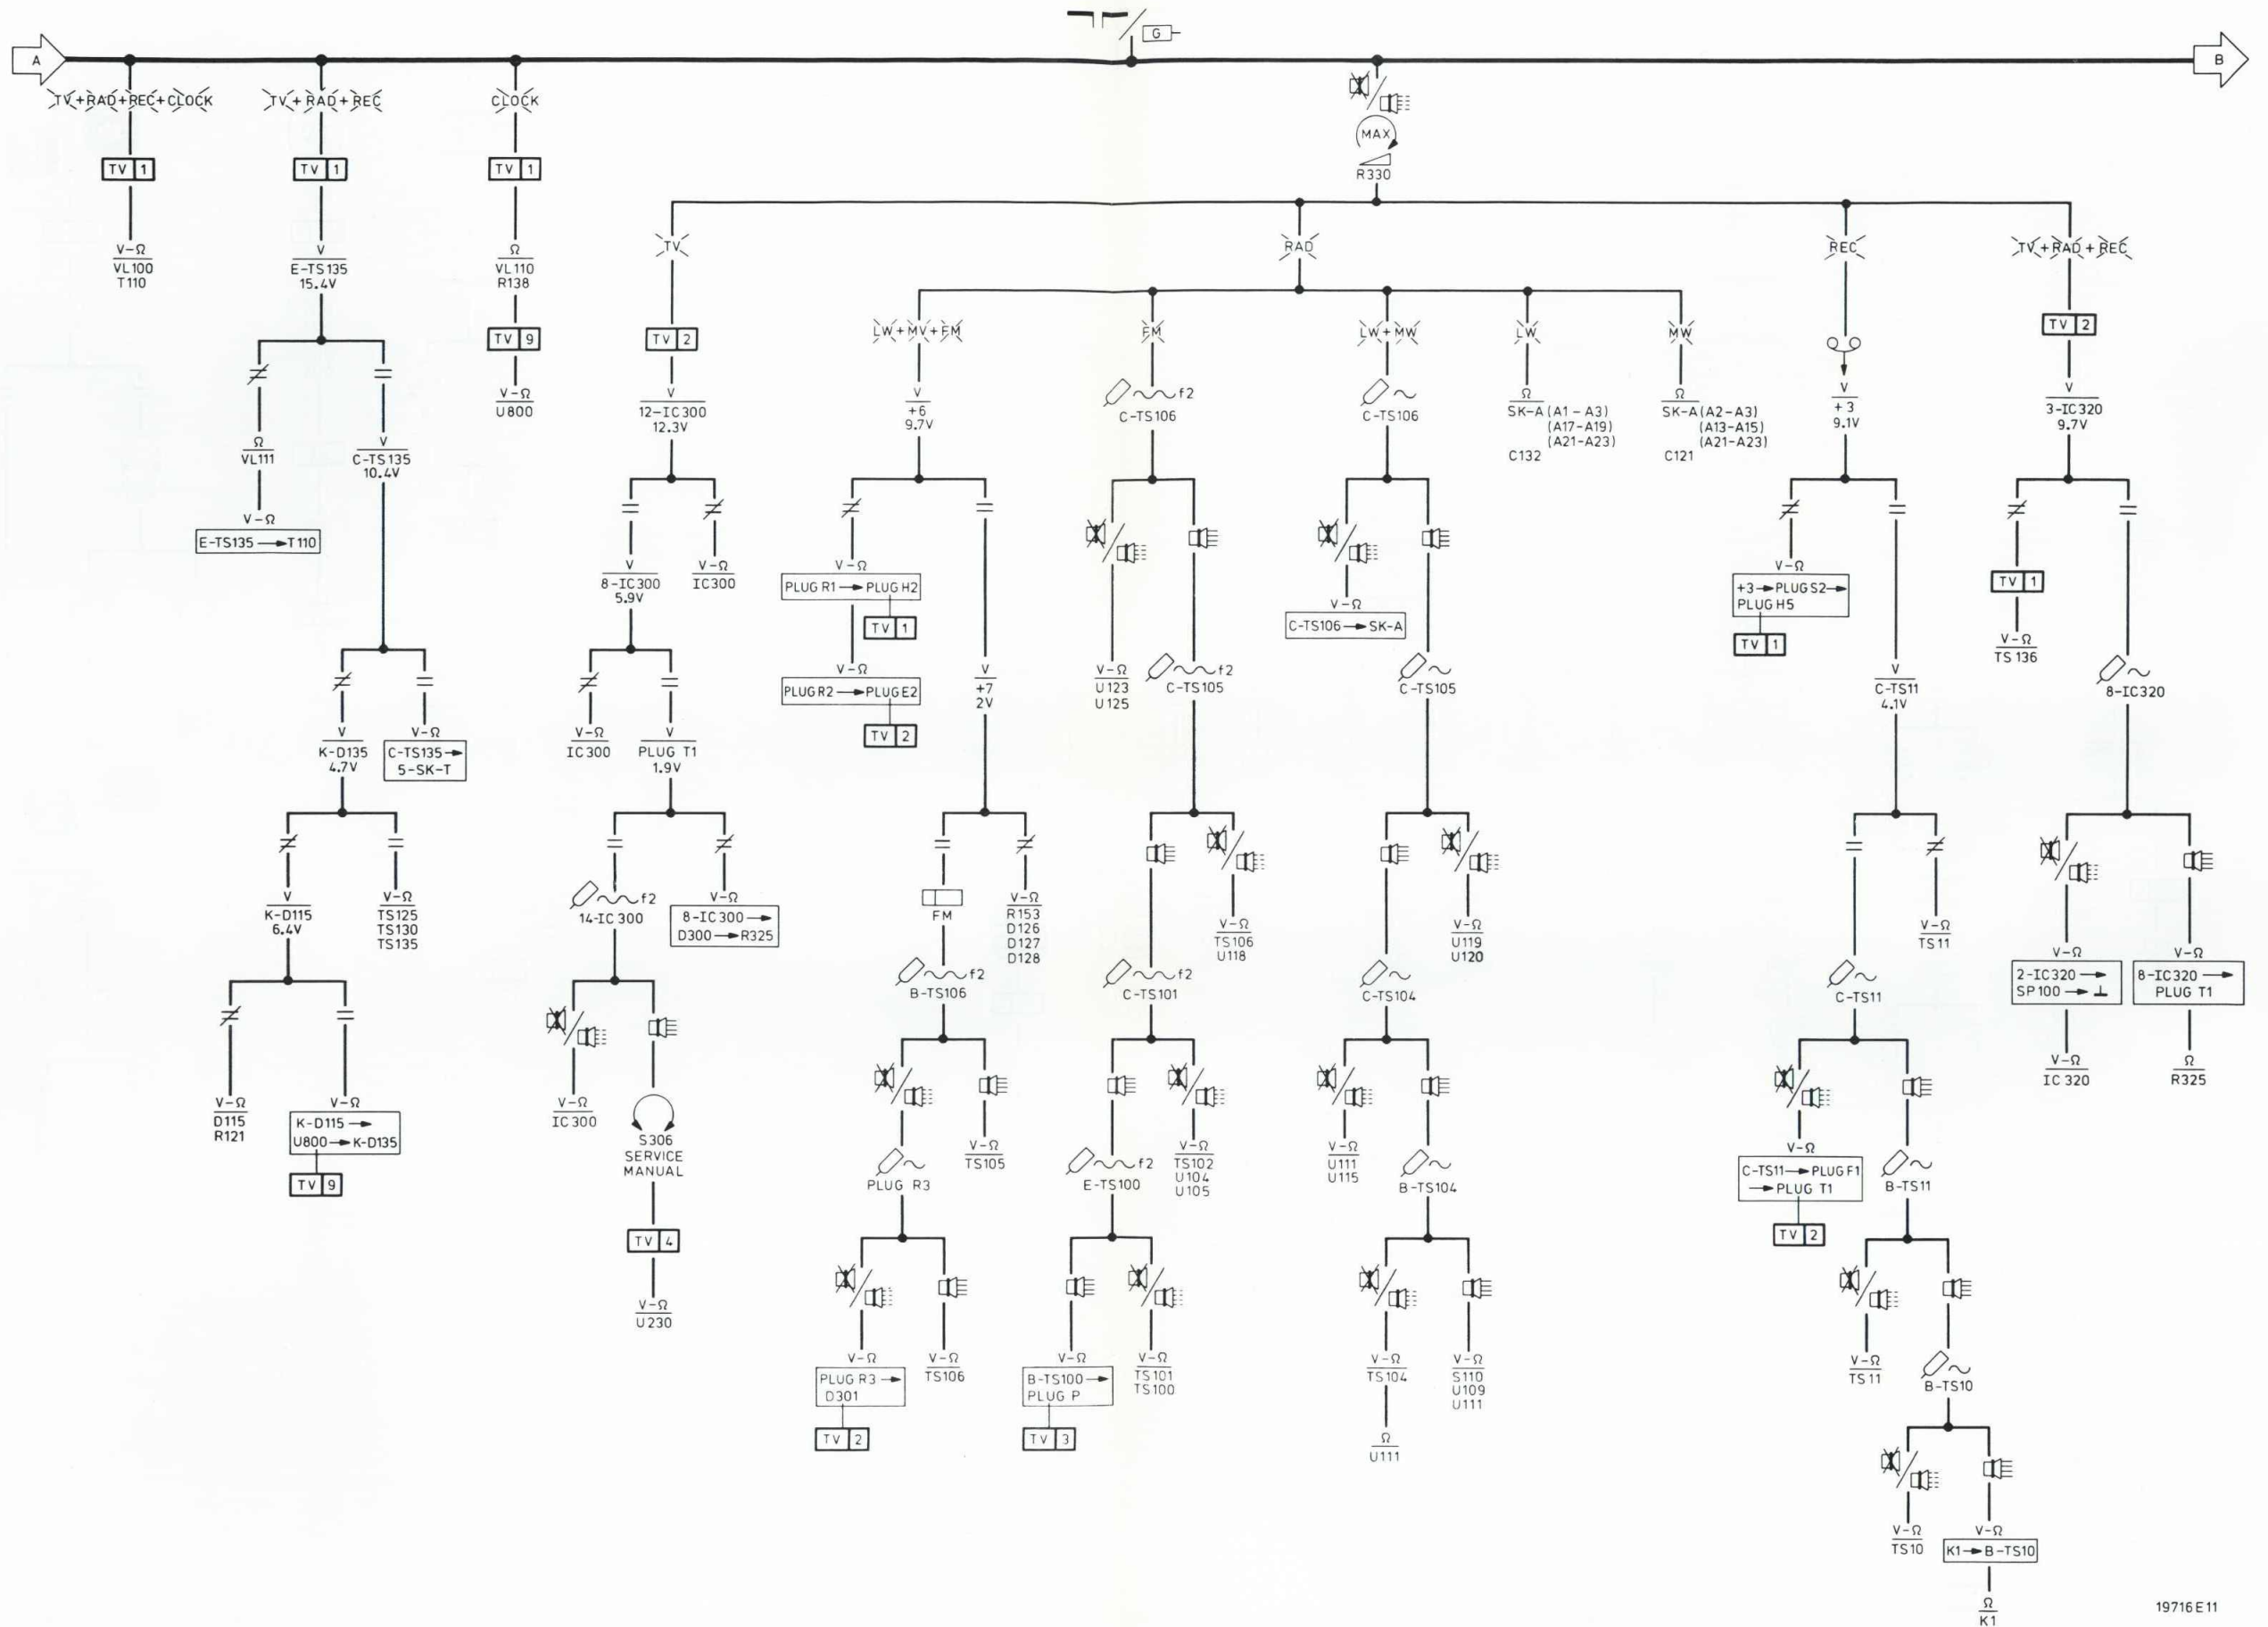 G
A
B
TV+RAD+REC+CLOCK
TV+RAD+REC
CLOCK
MAX
R330
TV 1
TV 1
TV 1
V-Ω
VL100
T110
V
E-TS135
15.4V
Ω
VL110
R138
TV 9
V-Ω
U800
Ω
VL111
V-Ω
E-TS135→T110
V
C-TS135
10.4V
V
K-D135
4.7V
V-Ω
C-TS135→
5-SK-T
V
K-D115
6.4V
V-Ω
TS125
TS130
TS135
V-Ω
D115
R121
V-Ω
K-D115→
U800→K-D135
TV 9
TV
TV 2
V
12-IC300
12.3V
V
8-IC300
5.9V
V-Ω
IC300
V-Ω
IC300
V
PLUG T1
1.9V
f2
14-IC300
V-Ω
8-IC300→
D300→R325
V-Ω
IC300
S306
SERVICE
MANUAL
TV 4
V-Ω
U230
RAD
LW+MV+FM
V
+6
9.7V
V-Ω
PLUG R1→PLUG H2
TV 1
V-Ω
PLUG R2→PLUG E2
TV 2
V
+7
2V
FM
V-Ω
R153
D126
D127
D128
f2
B-TS106
PLUG R3
V-Ω
TS105
V-Ω
PLUG R3→
D301
TV 2
V-Ω
TS106
FM
f2
C-TS106
V-Ω
U123
U125
f2
C-TS105
V-Ω
TS106
U118
f2
C-TS101
f2
E-TS100
V-Ω
TS102
U104
U105
V-Ω
B-TS100→
PLUG P
TV 3
V-Ω
TS101
TS100
LW+MW
C-TS106
V-Ω
C-TS106→SK-A
C-TS105
V-Ω
U119
U120
C-TS104
V-Ω
U111
U115
B-TS104
V-Ω
TS104
Ω
U111
V-Ω
S110
U109
U111
LW
Ω
SK-A (A1-A3)
(A17-A19)
(A21-A23)
C132
MW
Ω
SK-A (A2-A3)
(A13-A15)
(A21-A23)
C121
REC
V
+3
9.1V
V-Ω
+3→PLUG S2→
PLUG H5
TV 1
V
C-TS11
4.1V
V-Ω
TS11
C-TS11
V-Ω
C-TS11→PLUG F1
→PLUG T1
TV 2
B-TS11
V-Ω
TS11
B-TS10
V-Ω
TS10
V-Ω
K1→B-TS10
Ω
K1
TV+RAD+REC
TV 2
V
3-IC320
9.7V
TV 1
V-Ω
TS136
8-IC320
V-Ω
2-IC320→
SP100→⊥
V-Ω
IC320
V-Ω
8-IC320→
PLUG T1
Ω
R325
19716E11